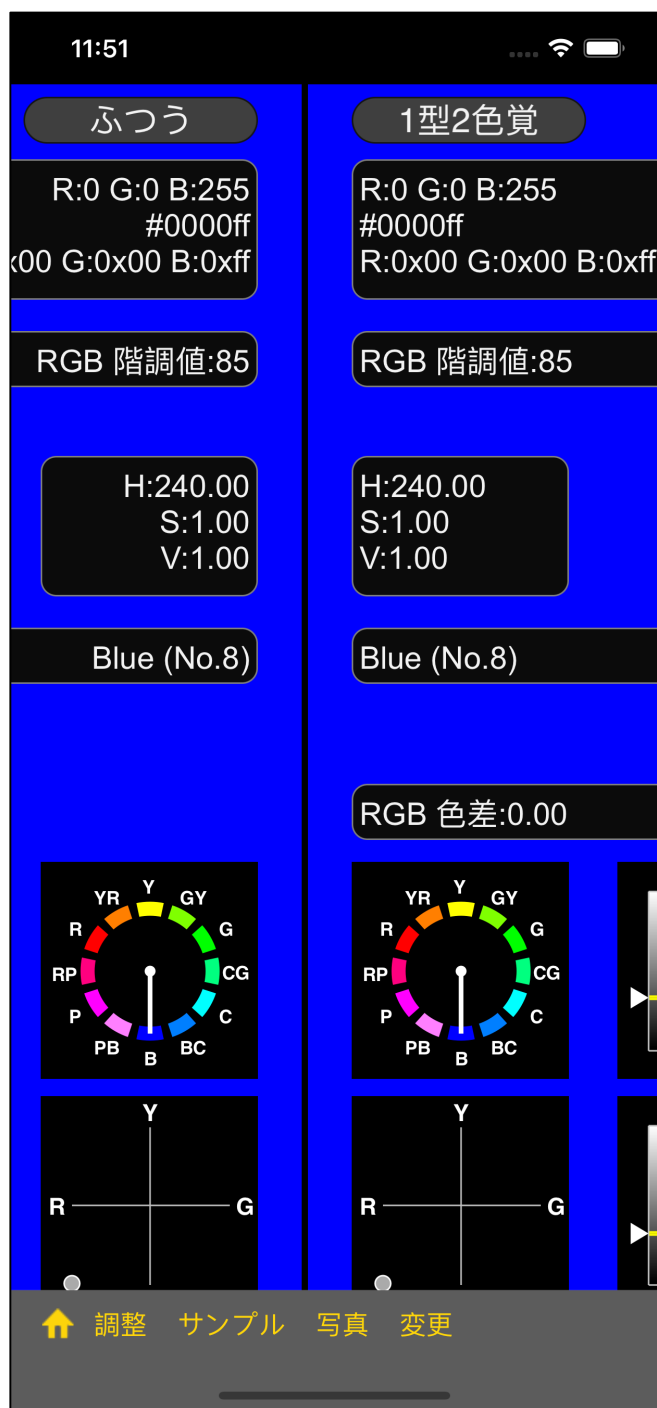 11:51
ふつう
R:0 G:0 B:255
#0000ff
x00 G:0x00 B:0xff
RGB 階調値:85
H:240.00
S:1.00
V:1.00
Blue (No.8)
Y
YR
GY
R
G
RP
CG
P
C
PB
BC
B
Y
R
G
1型2色覚
R:0 G:0 B:255
#0000ff
R:0x00 G:0x00 B:0xff
RGB 階調値:85
H:240.00
S:1.00
V:1.00
Blue (No.8)
RGB 色差:0.00
Y
YR
GY
R
G
RP
CG
P
C
PB
BC
B
Y
R
G
調整 サンプル 写真 変更